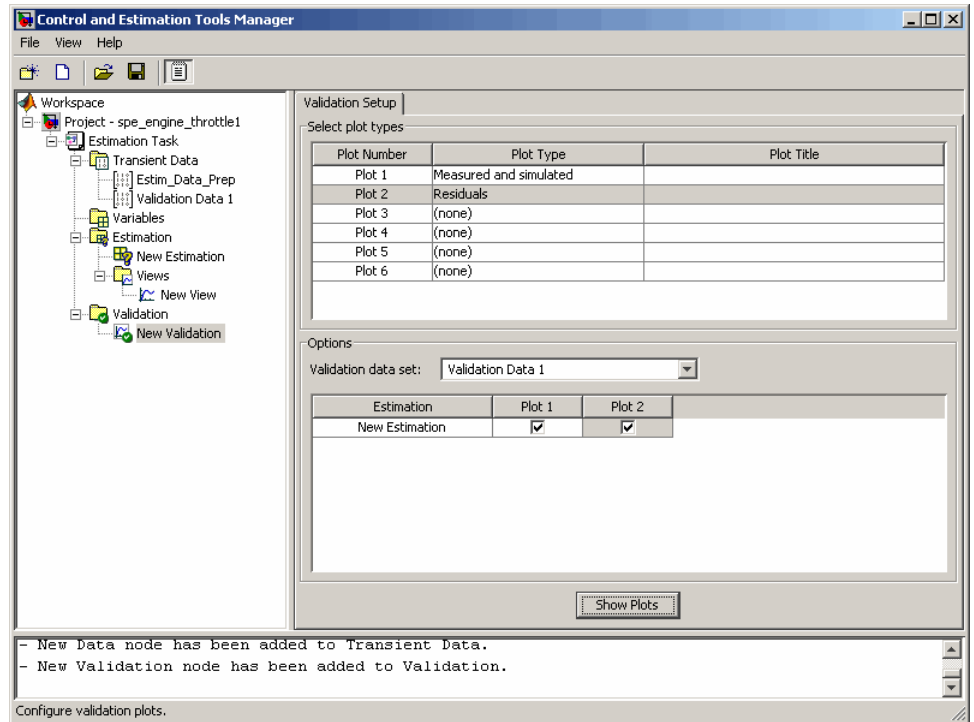 Control and Estimation Tools Manager
File View Help
Workspace
Project - spe_engine_throttle1
Estimation Task
Transient Data
Estim_Data_Prep
Validation Data 1
Variables
Estimation
New Estimation
Views
New View
Validation
New Validation
Validation Setup
Select plot types
Plot Number Plot Type Plot Title
Plot 1 Measured and simulated
Plot 2 Residuals
Plot 3 (none)
Plot 4 (none)
Plot 5 (none)
Plot 6 (none)
Options
Validation data set: Validation Data 1
Estimation Plot 1 Plot 2
New Estimation
Show Plots
- New Data node has been added to Transient Data.
- New Validation node has been added to Validation.
Configure validation plots.